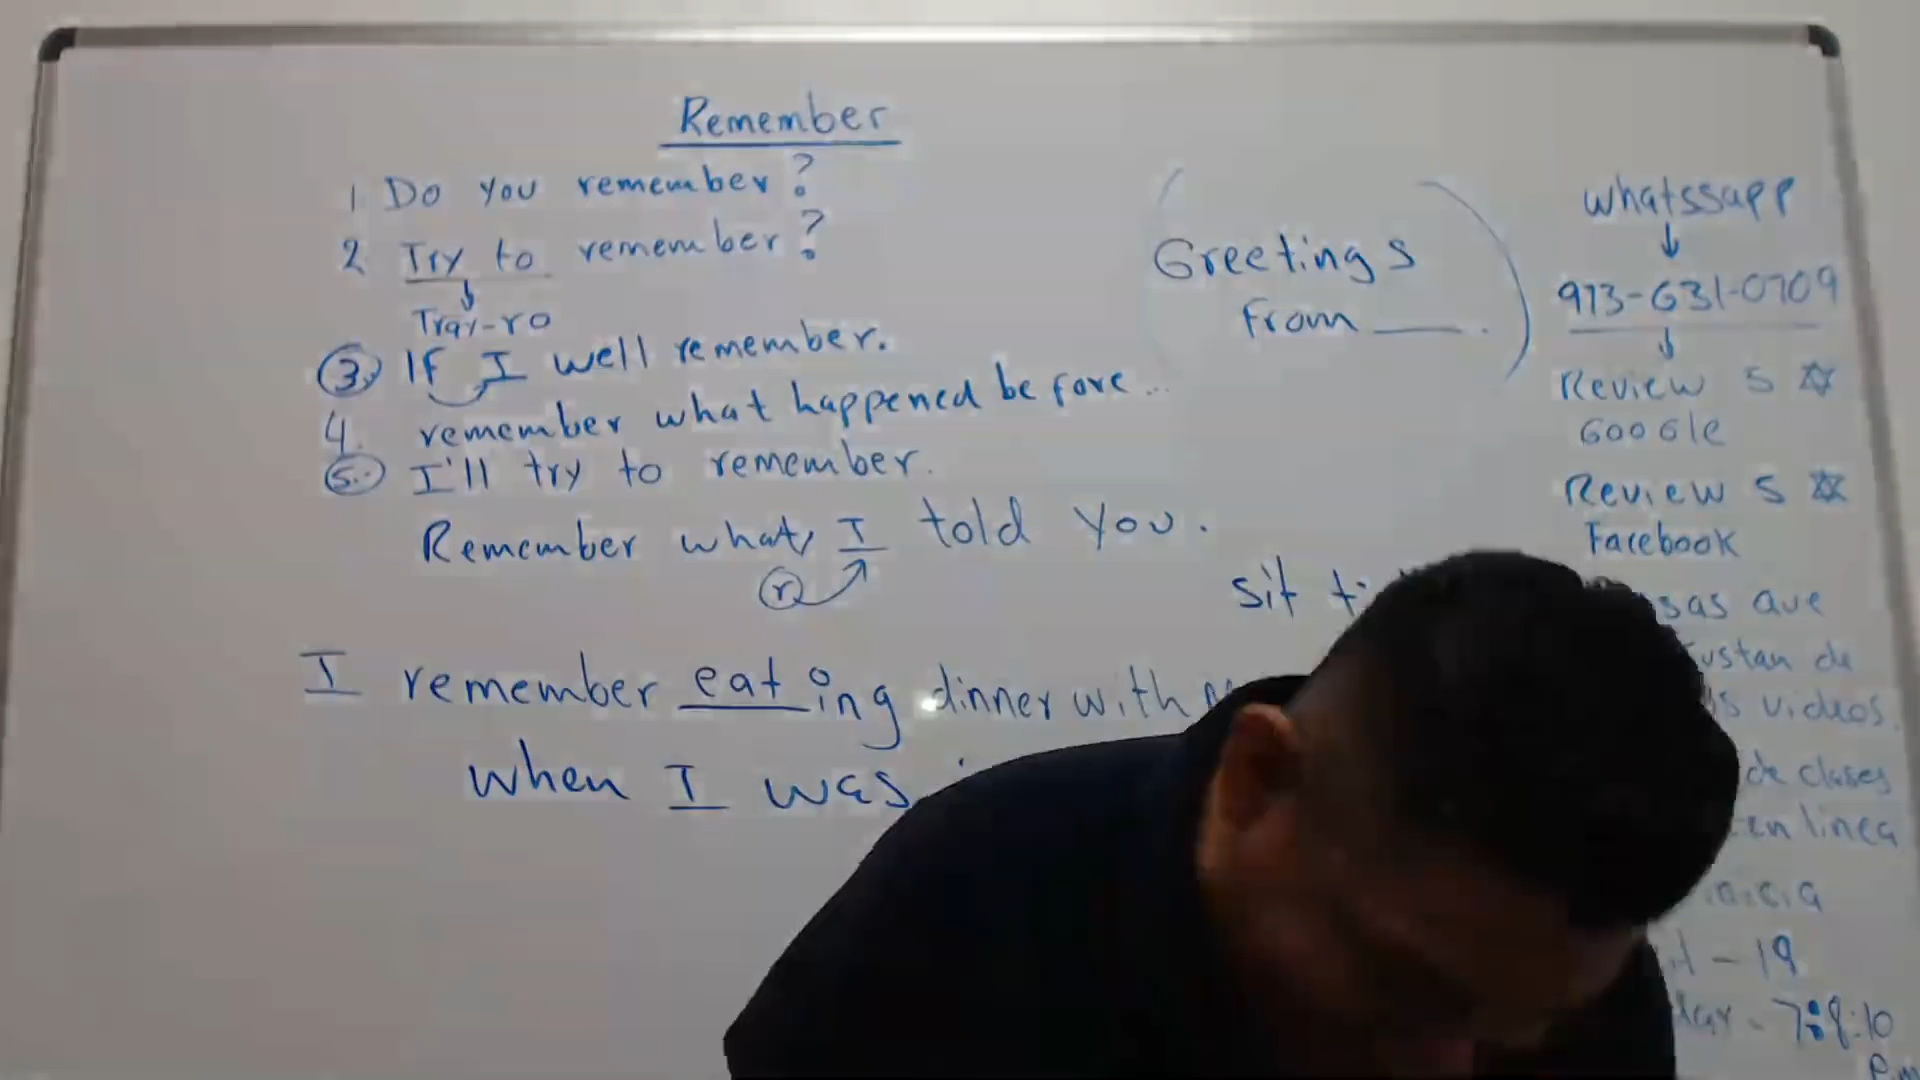 Remember
1 Do you remember?
2 Try to remember?
Tray-ro
3. If I well remember.
4. remember what happened before...
5. I'll try to remember.
Remember what I told you.
r
sit
I remember eating dinner with
when I was
(Greetings
From ___.)
whatssapp
973-631-0709
Review 5
GOOGle
Review 5
Facebook
que
de
videos.
de clases
en linea
- 19
7:8:10
P.m